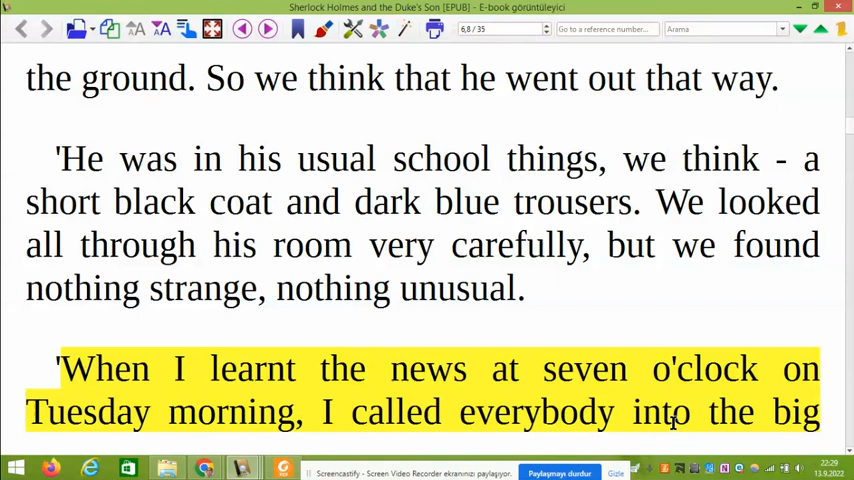 Sherlock Holmes and the Duke's Son [EPUB] - E-book görüntüleyici
6,8 / 35
Go to a reference number...
Arama
the ground. So we think that he went out that way.
'He was in his usual school things, we think - a
short black coat and dark blue trousers. We looked
all through his room very carefully, but we found
nothing strange, nothing unusual.
'When I learnt the news at seven o'clock on
Tuesday morning, I called everybody into the big
Screencastify - Screen Video Recorder ekranınızı paylaşıyor.
Paylaşmayı durdur
Gizle
22:29
13.9.2022